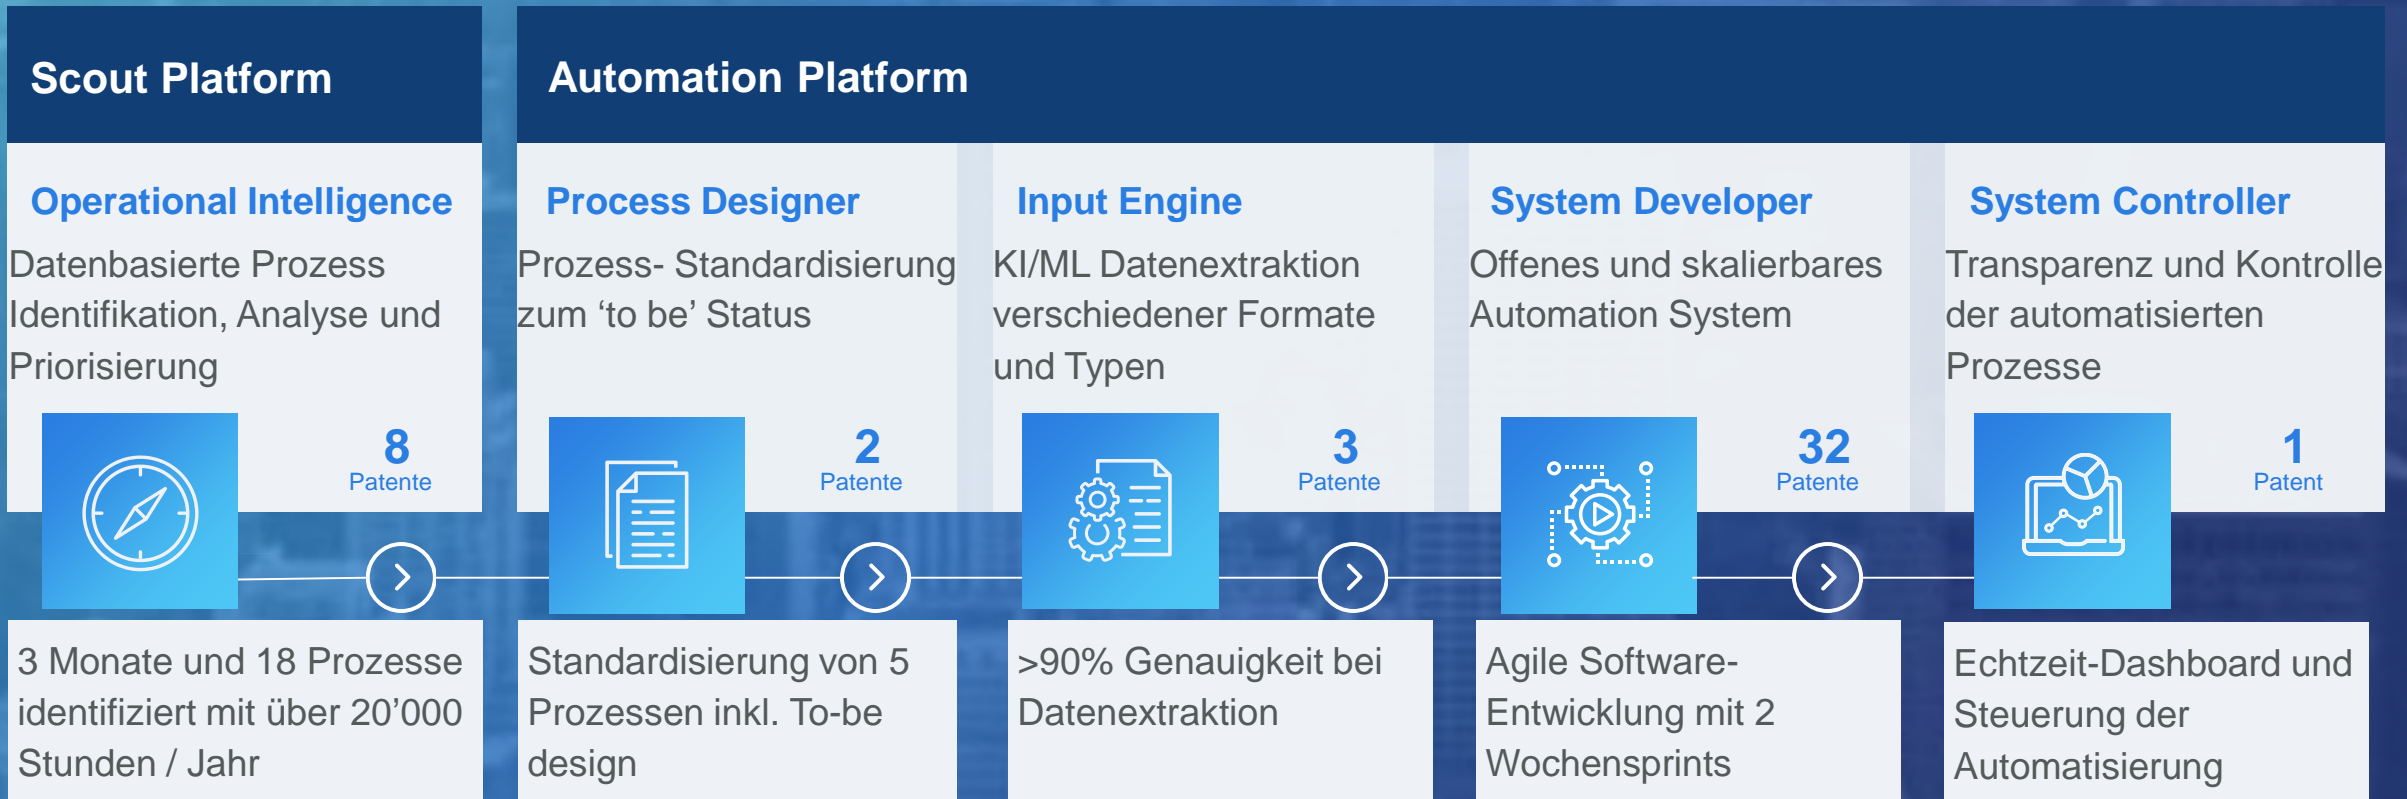 Scout Platform
Automation Platform
Operational Intelligence
Datenbasierte Prozess
Identifikation, Analyse und
Priorisierung
8
Patente
Process Designer
Prozess- Standardisierung
zum ‘to be’ Status
2
Patente
Input Engine
KI/ML Datenextraktion
verschiedener Formate
und Typen
3
Patente
System Developer
Offenes und skalierbares
Automation System
32
Patente
System Controller
Transparenz und Kontrolle
der automatisierten
Prozesse
1
Patent
3 Monate und 18 Prozesse
identifiziert mit über 20’000
Stunden / Jahr
Standardisierung von 5
Prozessen inkl. To-be
design
>90% Genauigkeit bei
Datenextraktion
Agile Software-
Entwicklung mit 2
Wochensprints
Echtzeit-Dashboard und
Steuerung der
Automatisierung